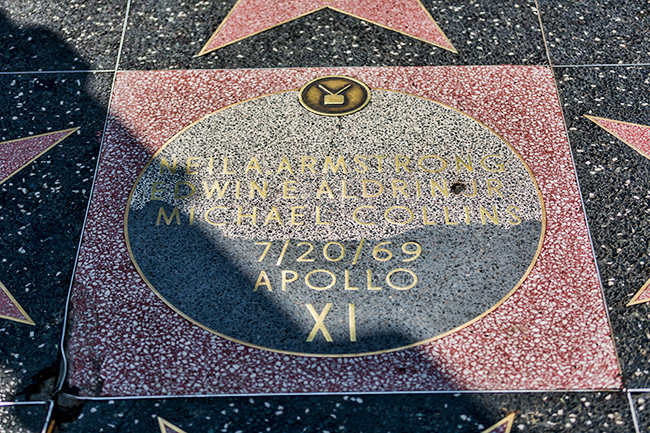 NEIL A ARMSTRONG
EDWIN E ALDRIN JR
MICHAEL COLLINS
7/20/69
APOLLO
XI